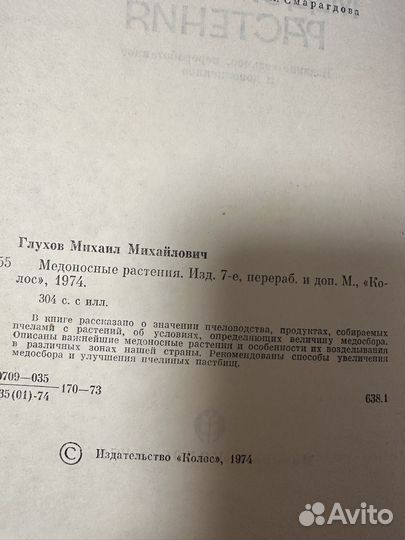 Смарагдова
РАСТЕНИЯ
Глухов Михаил Михайлович
55 Медоносные растения. Изд. 7-е, перераб. и доп. М., «Ко-
лос», 1974.
304 с. с илл.
В книге рассказано о значении пчеловодства, продуктах, собираемых
пчелами с растений, об условиях, определяющих величину медосбора.
Описаны важнейшие медоносные растения и особенности их возделывания
в различных зонах нашей страны. Рекомендованы способы увеличения
медосбора и улучшения пчелиных пастбищ.
0709—035
35(01)-74 170—73 638.1
© Издательство «Колос», 1974
Avito